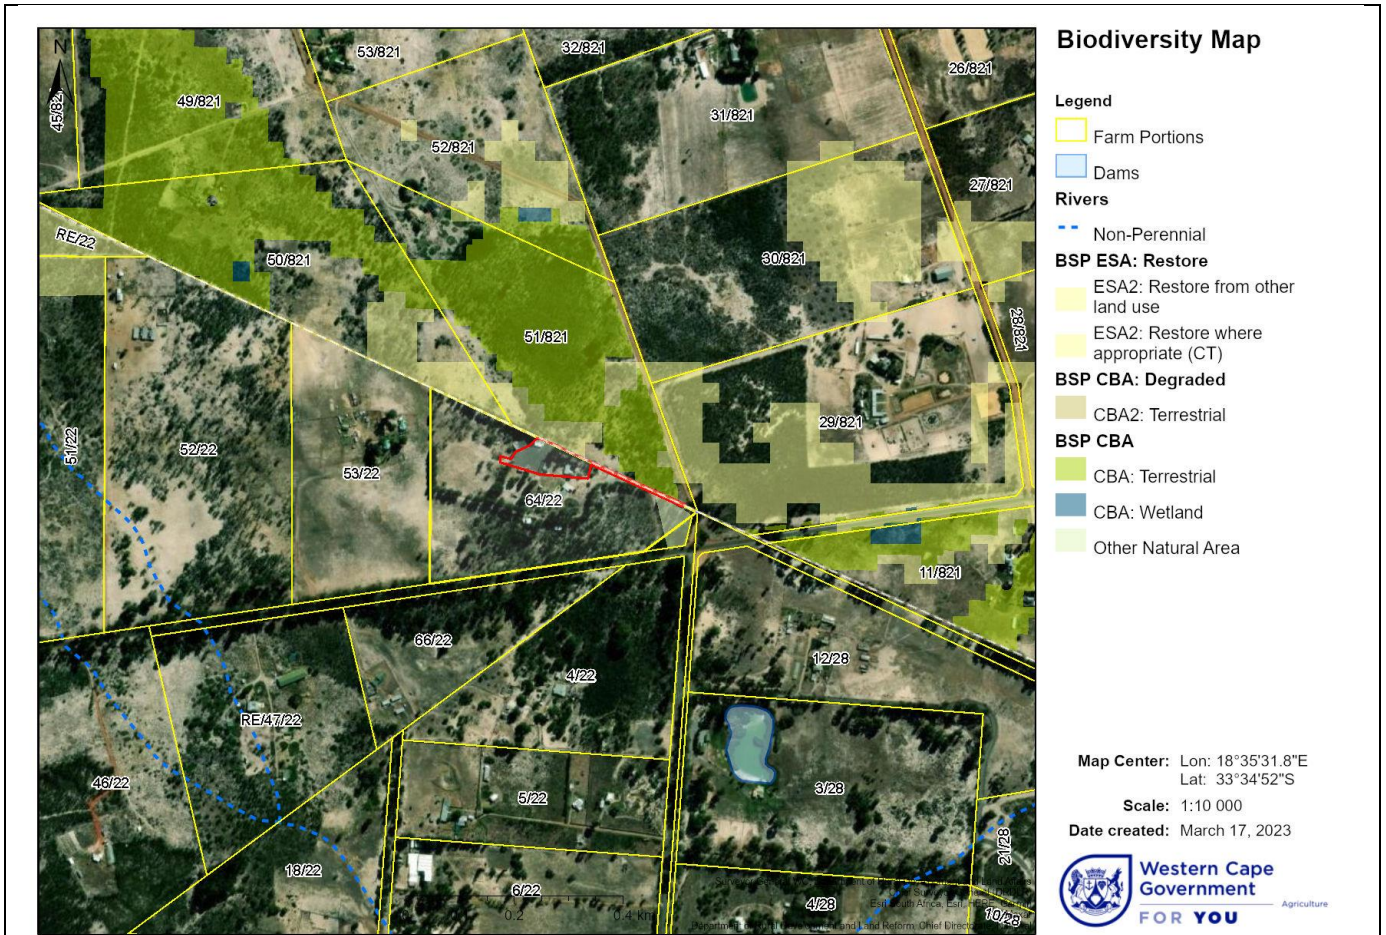 Biodiversity Map
Legend
Farm Portions
Dams
Rivers
Non-Perennial
BSP ESA: Restore
ESA2: Restore from other
land use
ESA2: Restore where
appropriate (CT)
BSP CBA: Degraded
CBA2: Terrestrial
BSP CBA
CBA: Terrestrial
CBA: Wetland
Other Natural Area
Map Center: Lon: 18°35'31.8"E
Lat: 33°34'52"S
Scale: 1:10 000
Date created: March 17, 2023
Western Cape
Government
Agriculture
FOR YOU
N
53/821
32/821
26/821
49/821
31/821
52/821
27/821
RE/22
50/821
30/821
28/821
51/821
29/821
51/22
52/22
53/22
64/22
11/821
66/22
12/28
4/22
RE/47/22
46/22
5/22
3/28
21/28
18/22
6/22
4/28
10/28
0.2
0.4 km